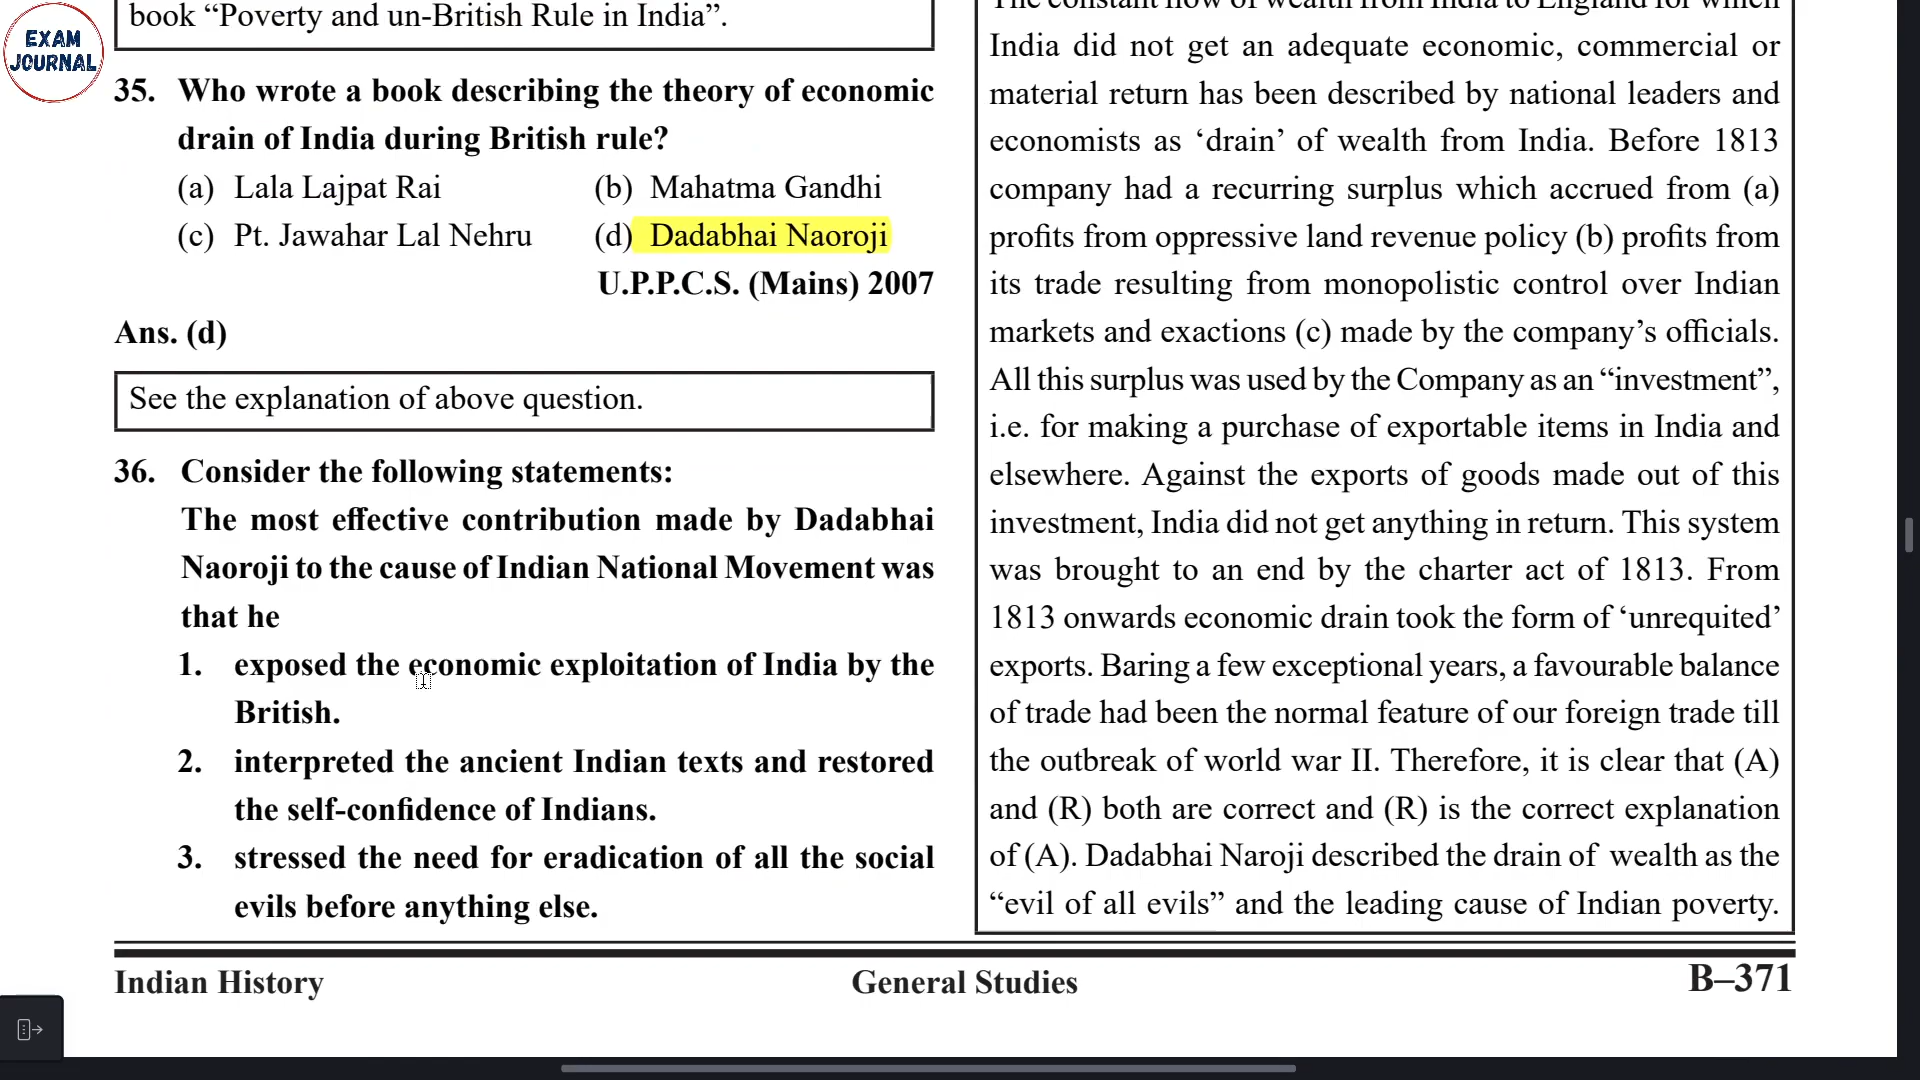 EXAM
JOURNAL
book “Poverty and un-British Rule in India”.
35. Who wrote a book describing the theory of economic
drain of India during British rule?
(a) Lala Lajpat Rai (b) Mahatma Gandhi
(c) Pt. Jawahar Lal Nehru (d) Dadabhai Naoroji
U.P.P.C.S. (Mains) 2007
Ans. (d)
See the explanation of above question.
36. Consider the following statements:
The most effective contribution made by Dadabhai
Naoroji to the cause of Indian National Movement was
that he
1. exposed the economic exploitation of India by the
British.
2. interpreted the ancient Indian texts and restored
the self-confidence of Indians.
3. stressed the need for eradication of all the social
evils before anything else.
The constant flow of wealth from India to England for which
India did not get an adequate economic, commercial or
material return has been described by national leaders and
economists as ‘drain’ of wealth from India. Before 1813
company had a recurring surplus which accrued from (a)
profits from oppressive land revenue policy (b) profits from
its trade resulting from monopolistic control over Indian
markets and exactions (c) made by the company’s officials.
All this surplus was used by the Company as an “investment”,
i.e. for making a purchase of exportable items in India and
elsewhere. Against the exports of goods made out of this
investment, India did not get anything in return. This system
was brought to an end by the charter act of 1813. From
1813 onwards economic drain took the form of ‘unrequited’
exports. Baring a few exceptional years, a favourable balance
of trade had been the normal feature of our foreign trade till
the outbreak of world war II. Therefore, it is clear that (A)
and (R) both are correct and (R) is the correct explanation
of (A). Dadabhai Naroji described the drain of wealth as the
“evil of all evils” and the leading cause of Indian poverty.
Indian History General Studies B–371